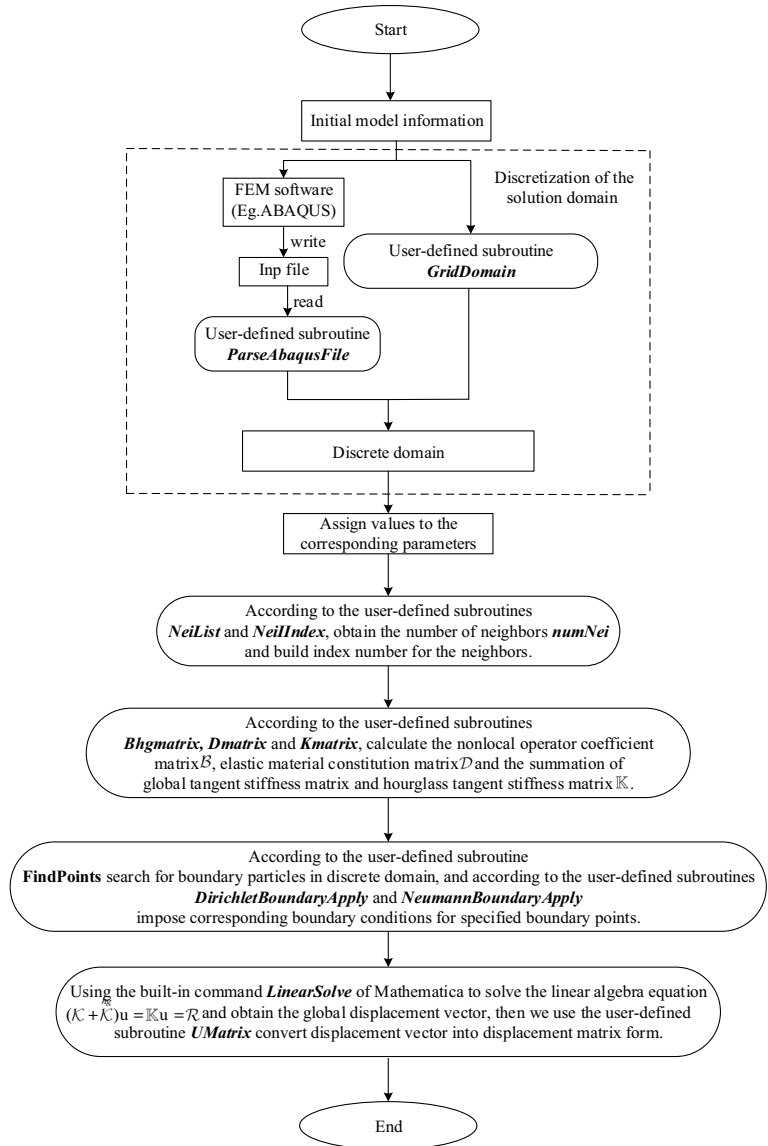 Start
Initial model information
Discretization of the
solution domain
FEM software
(Eg.ABAQUS)
write
Inp file
read
User-defined subroutine
ParseAbaqusFile
User-defined subroutine
GridDomain
Discrete domain
Assign values to the
corresponding parameters
According to the user-defined subroutines
NeiList and NeiIIndex, obtain the number of neighbors numNei
and build index number for the neighbors.
According to the user-defined subroutines
Bhgmatrix, Dmatrix and Kmatrix, calculate the nonlocal operator coefficient
matrix ℬ, elastic material constitution matrix 𝒟 and the summation of
global tangent stiffness matrix and hourglass tangent stiffness matrix 𝕂.
According to the user-defined subroutine
FindPoints search for boundary particles in discrete domain, and according to the user-defined subroutines
DirichletBoundaryApply and NeumannBoundaryApply
impose corresponding boundary conditions for specified boundary points.
Using the built-in command LinearSolve of Mathematica to solve the linear algebra equation
(𝒦 + 𝒦)u = 𝕂u = ℛ and obtain the global displacement vector, then we use the user-defined
subroutine UMatrix convert displacement vector into displacement matrix form.
End